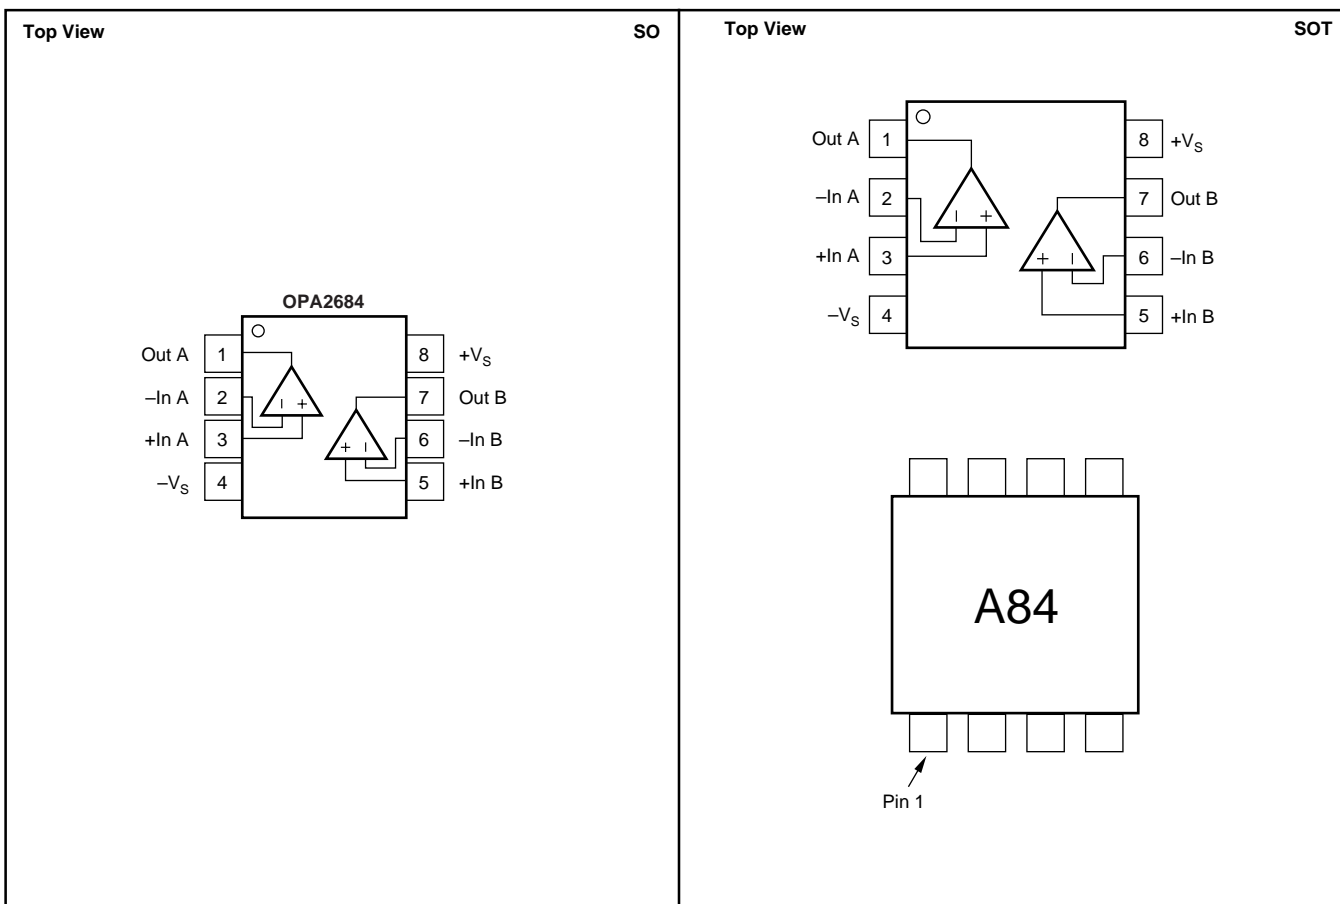 Top View SO
OPA2684
Out A 1 8 +VS
–In A 2 7 Out B
+In A 3 6 –In B
–VS 4 5 +In B
– +
+ –
Top View SOT
Out A 1 8 +VS
–In A 2 7 Out B
+In A 3 6 –In B
–VS 4 5 +In B
– +
+ –
A84
Pin 1